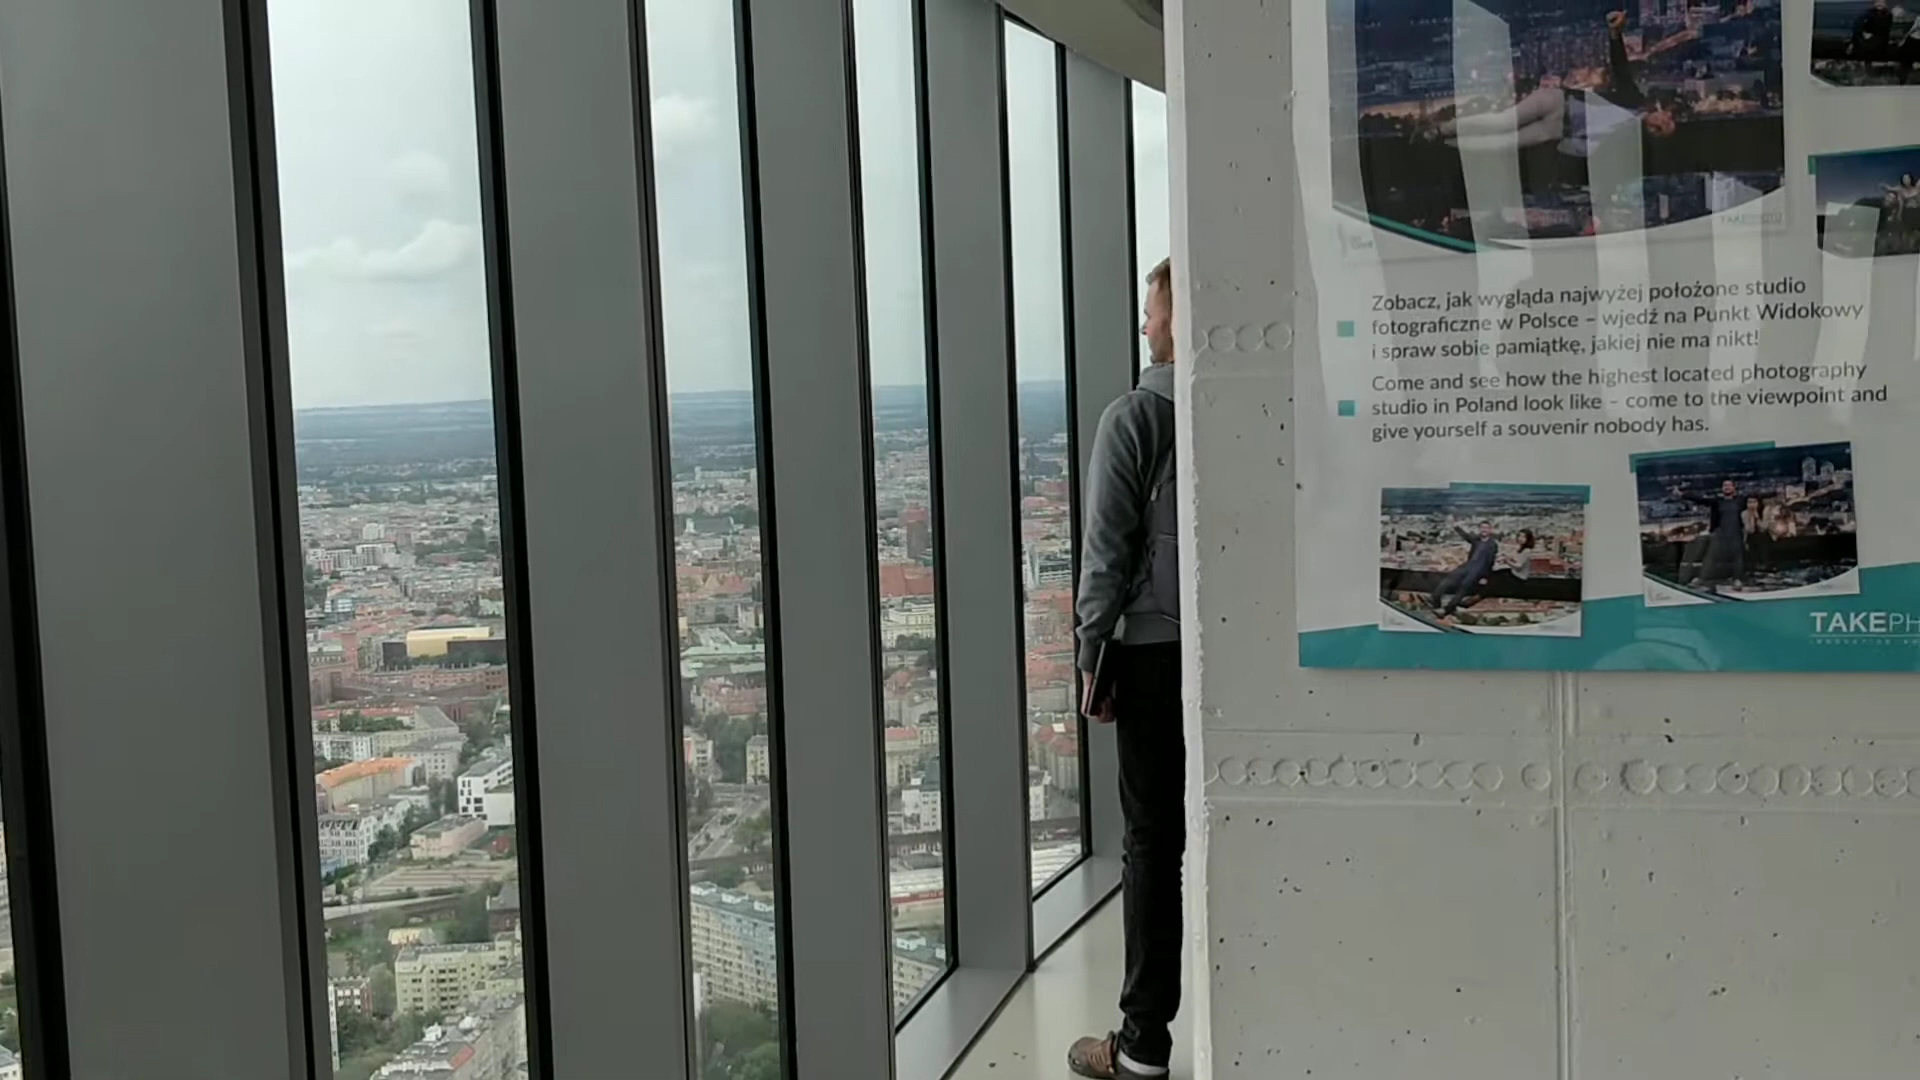 Zobacz, jak wygląda najwyżej położone studio
fotograficzne w Polsce – wjedź na Punkt Widokowy
i spraw sobie pamiątkę, jakiej nie ma nikt!
Come and see how the highest located photography
studio in Poland look like – come to the viewpoint and
give yourself a souvenir nobody has.
TAKEPH